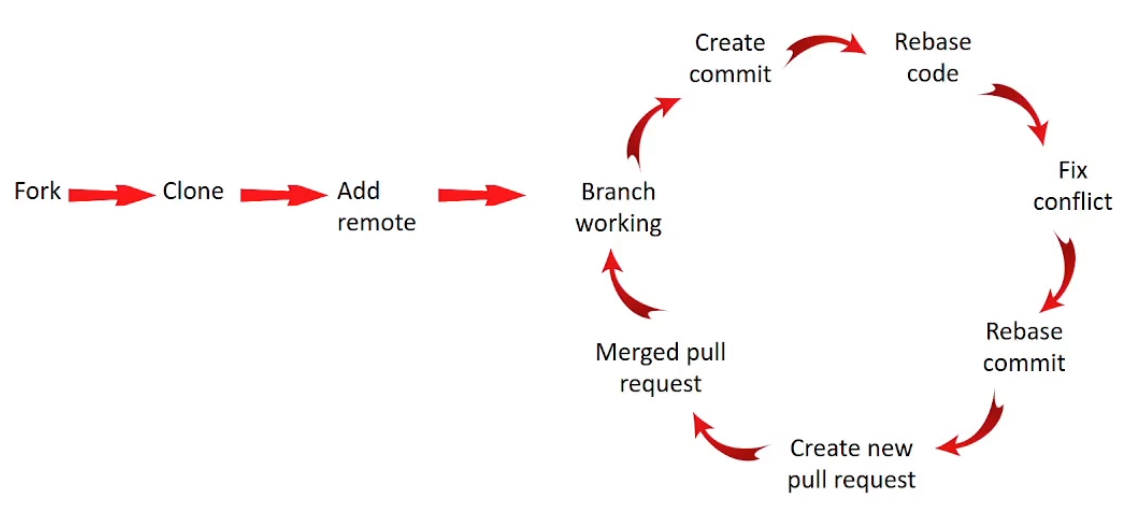 Fork
Clone
Add
remote
Branch
working
Create
commit
Rebase
code
Fix
conflict
Rebase
commit
Create new
pull request
Merged pull
request